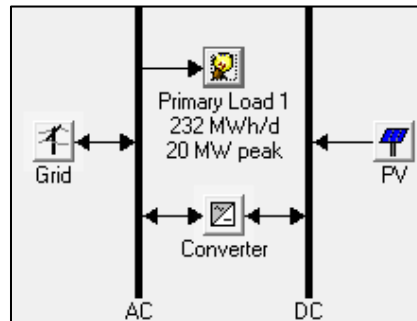 Primary Load 1
232 MWh/d
20 MW peak
Grid
PV
Converter
AC
DC